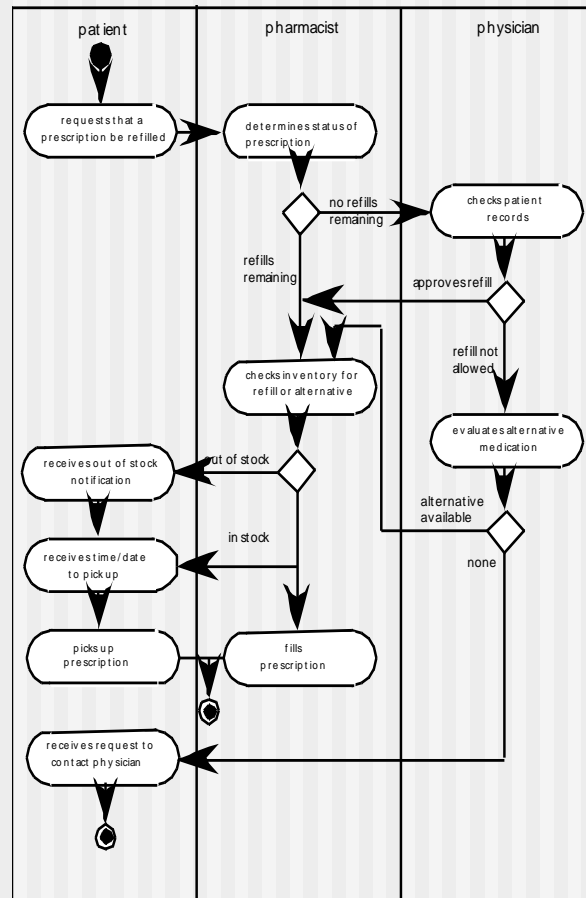 patient
pharmacist
physician
requests that a
prescription be refilled
determines status of
prescription
no refills
remaining
checks patient
records
refills
remaining
approves refill
refill not
allowed
checks inventory for
refill or alternative
evaluates alternative
medication
receives out of stock
notification
out of stock
alternative
available
in stock
receives time/date
to pickup
none
picks up
prescription
fills
prescription
receives request to
contact physician